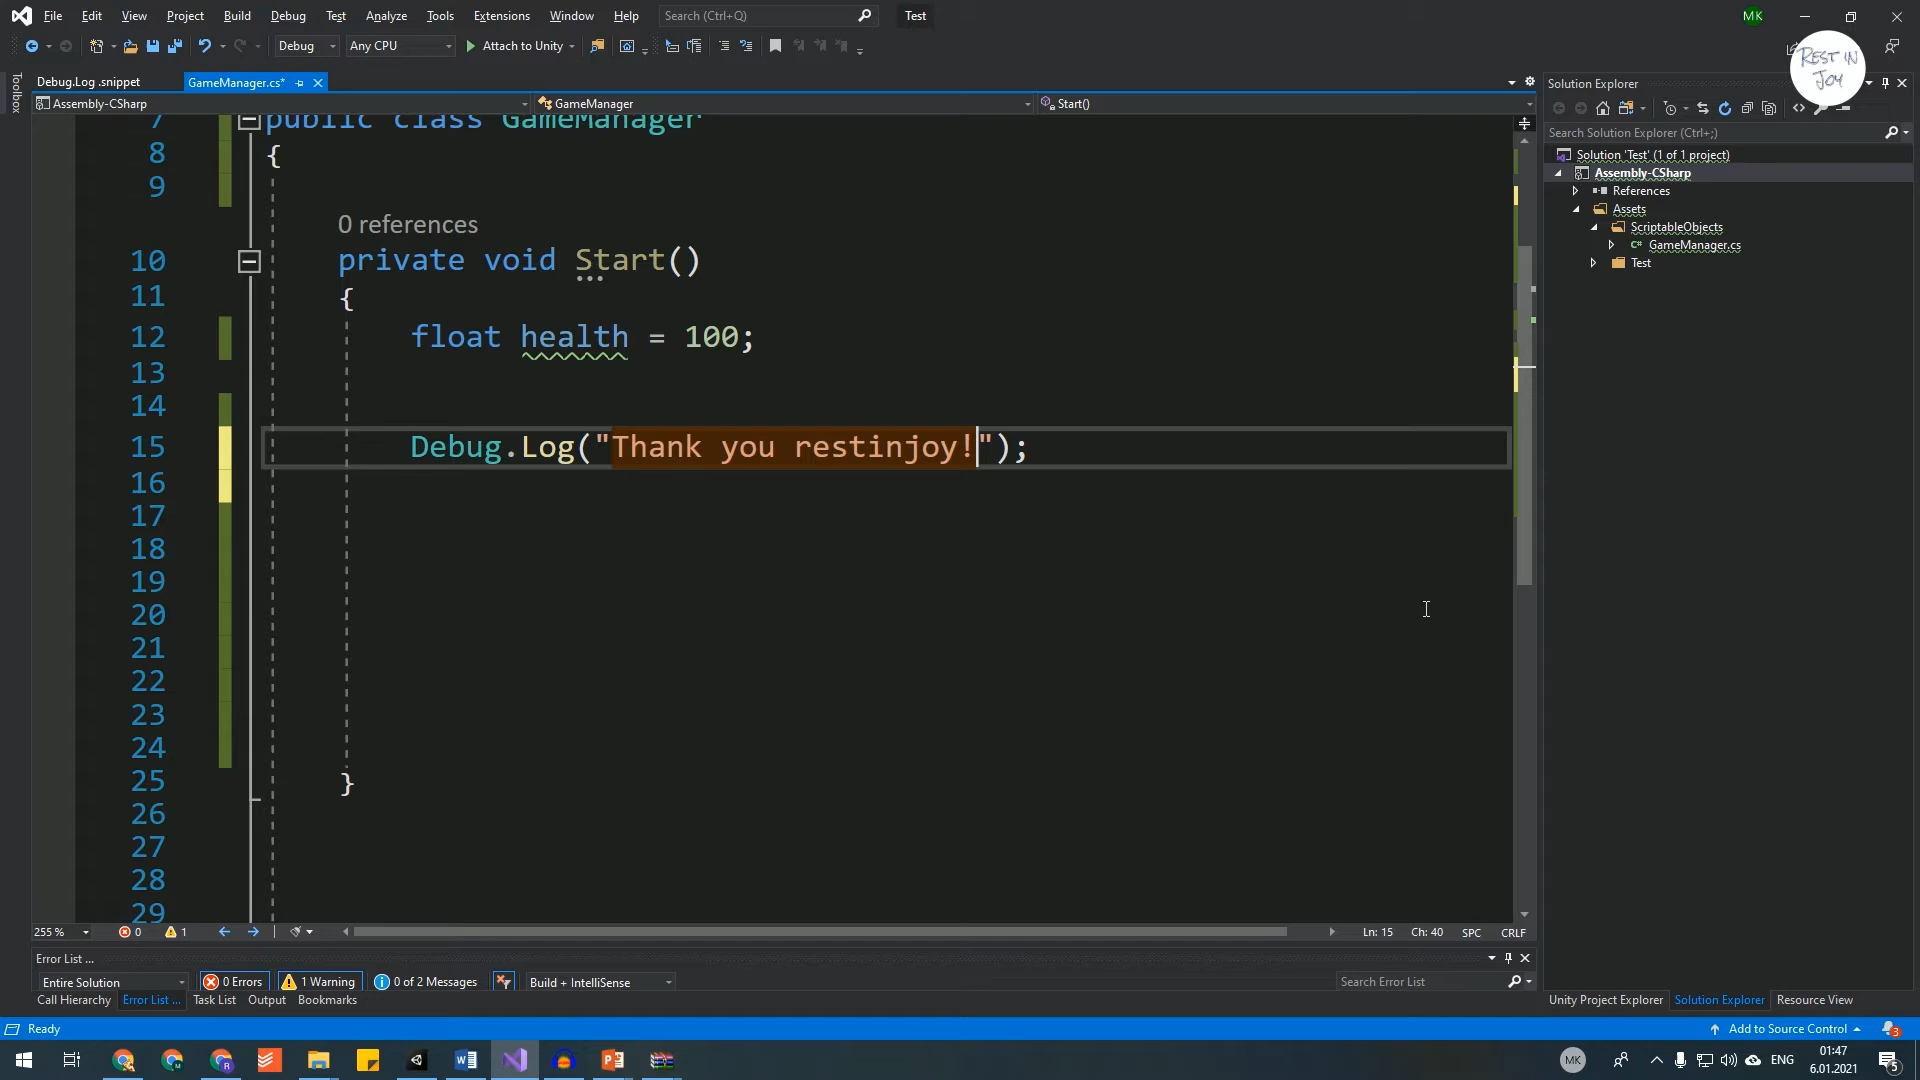 File Edit View Project Build Debug Test Analyze Tools Extensions Window Help Search (Ctrl+Q) Test MK
Debug Any CPU Attach to Unity
REST IN
JOY
Toolbox
Debug.Log .snippet GameManager.cs*
Assembly-CSharp GameManager Start()
7 public class GameManager
8 {
9
0 references
10 private void Start()
11 {
12 float health = 100;
13
14
15 Debug.Log("Thank you restinjoy!");
16
17
18
19
20
21
22
23
24
25 }
26
27
28
29
255 % 0 1 Ln: 15 Ch: 40 SPC CRLF
Error List ...
Entire Solution 0 Errors 1 Warning 0 of 2 Messages Build + IntelliSense Search Error List
Call Hierarchy Error List ... Task List Output Bookmarks
Solution Explorer
Search Solution Explorer (Ctrl+;)
Solution 'Test' (1 of 1 project)
Assembly-CSharp
References
Assets
ScriptableObjects
C# GameManager.cs
Test
Unity Project Explorer Solution Explorer Resource View
Ready Add to Source Control 3
MK ENG 01:47
6.01.2021 5